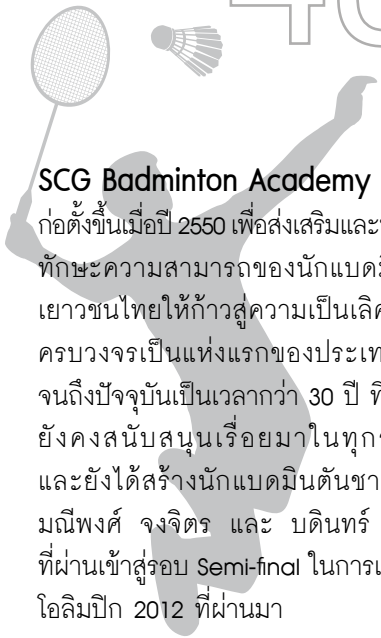 SCG Badminton Academy
ก่อตั้งขึ้นเมื่อปี 2550 เพื่อส่งเสริมและ
ทักษะความสามารถของนักแบดมิ
เยาวชนไทยให้ก้าวสู่ความเป็นเลิศ
ครบวงจรเป็นแห่งแรกของประเท
จนถึงปัจจุบันเป็นเวลากว่า 30 ปี ที่
ยังคงสนับสนุนเรื่อยมาในทุก
และยังได้สร้างนักแบดมินตันชา
มณีพงศ์ จงจิตร และ บดินทร์
ที่ผ่านเข้าสู่รอบ Semi-final ในการแ
โอลิมปิก 2012 ที่ผ่านมา